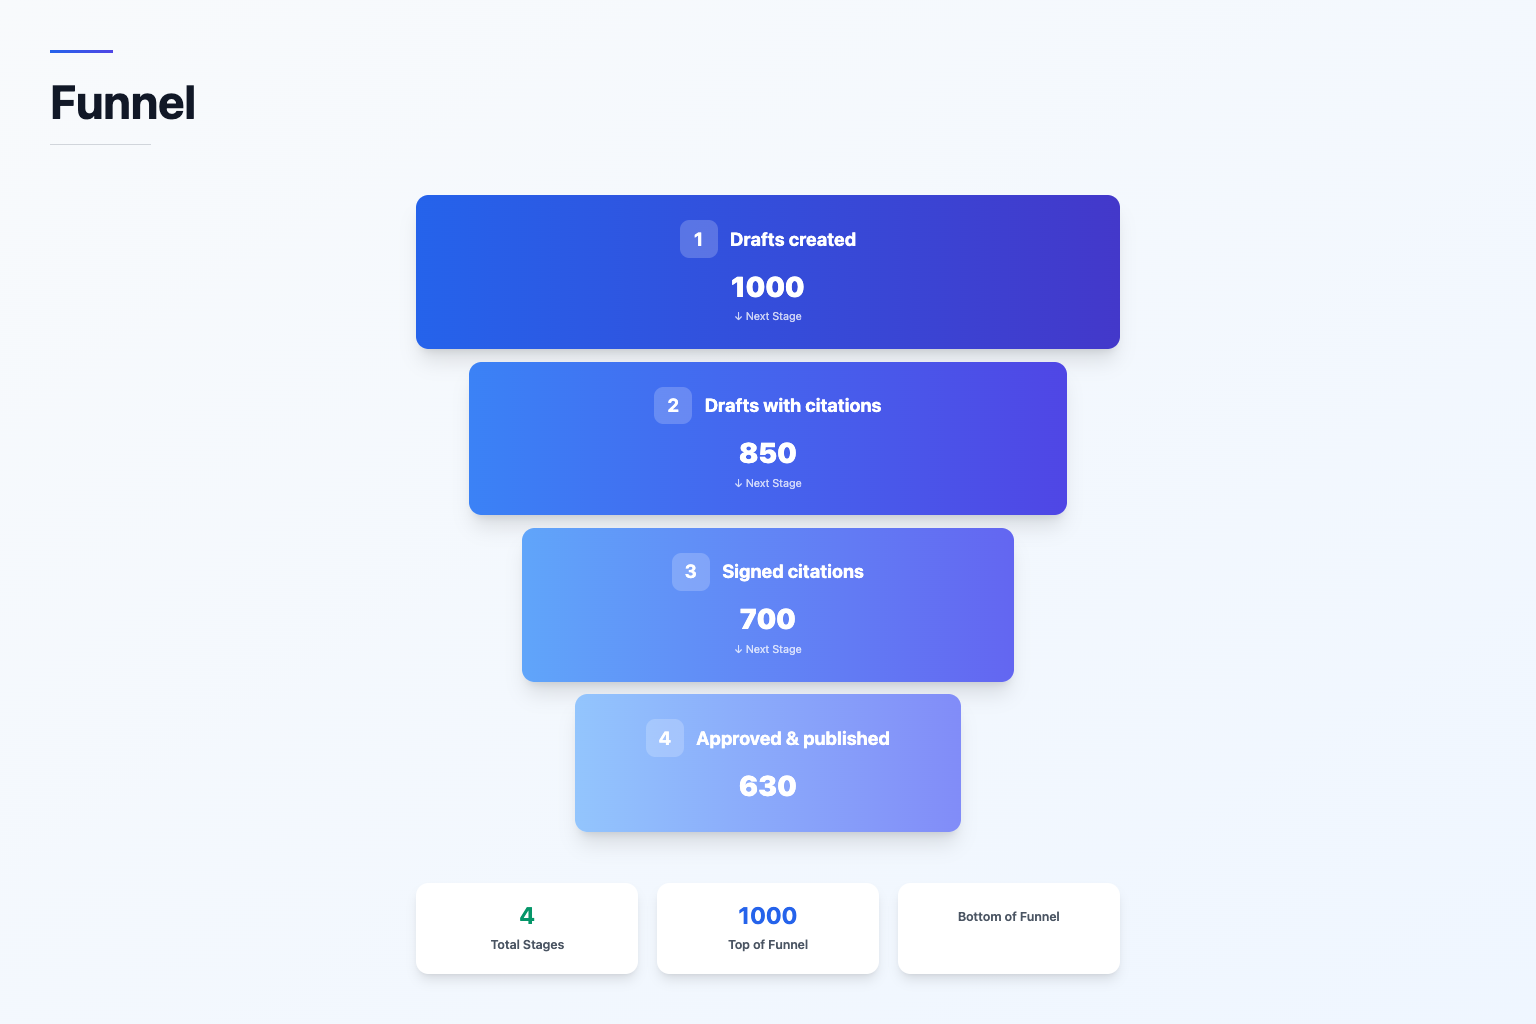 Funnel
1 Drafts created
1000
↓ Next Stage
2 Drafts with citations
850
↓ Next Stage
3 Signed citations
700
↓ Next Stage
4 Approved & published
630
4
Total Stages
1000
Top of Funnel
Bottom of Funnel